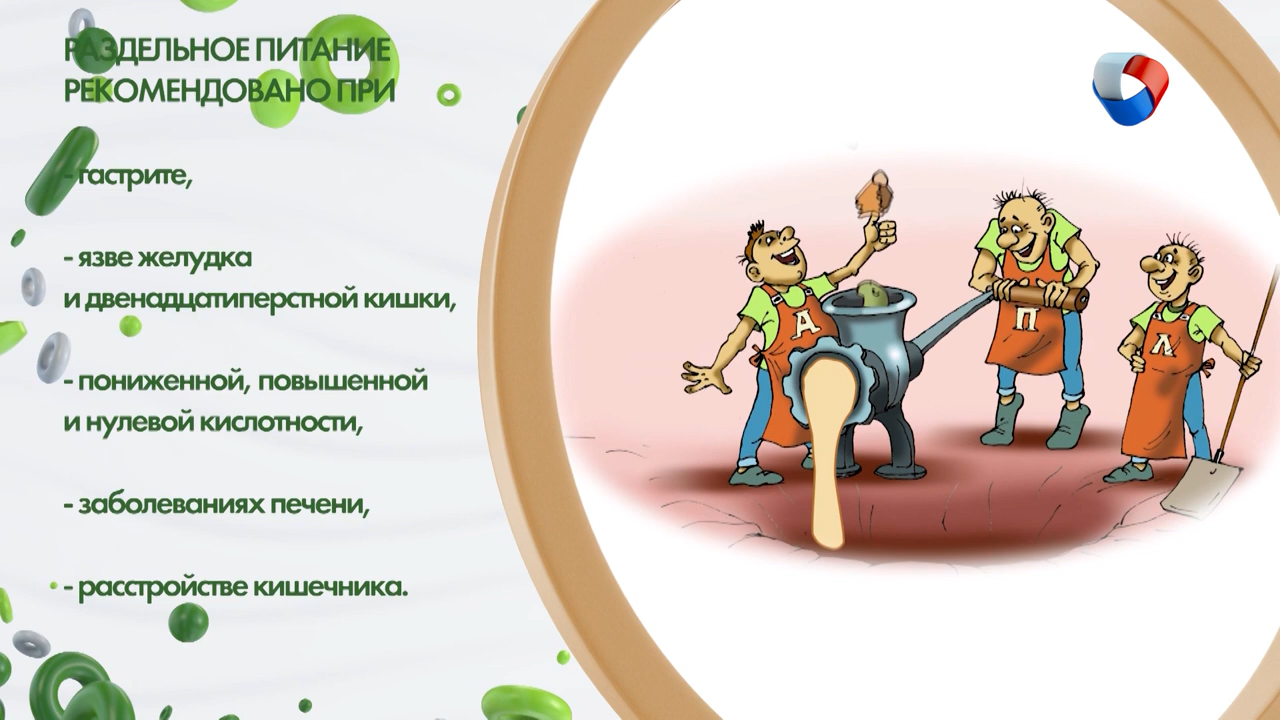 РАЗДЕЛЬНОЕ ПИТАНИЕ
РЕКОМЕНДОВАНО ПРИ
- гастрите,
- язве желудка
и двенадцатиперстной кишки,
- пониженной, повышенной
и нулевой кислотности,
- заболеваниях печени,
- расстройстве кишечника.
А
П
Л